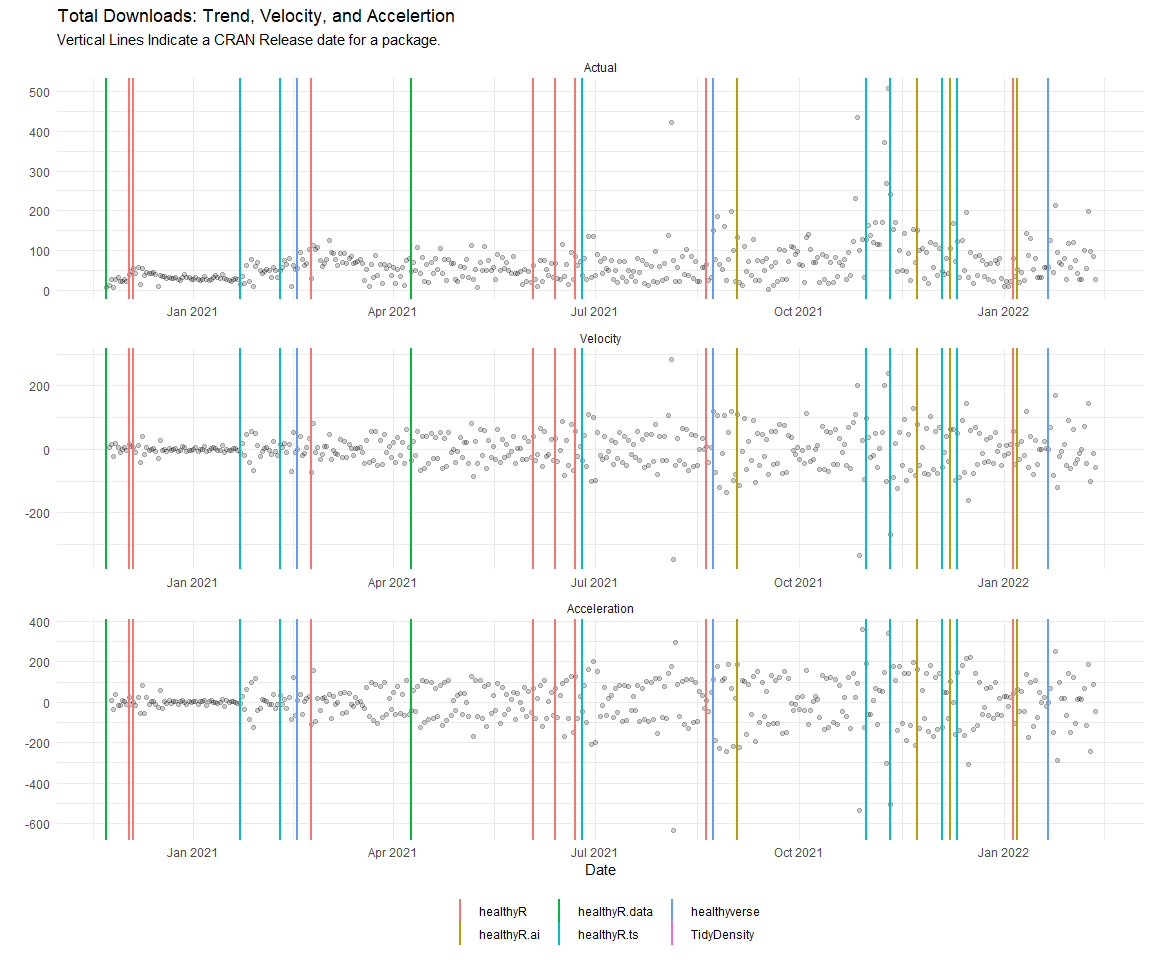 Total Downloads: Trend, Velocity, and Accelertion
Vertical Lines Indicate a CRAN Release date for a package.
Actual
500
400
300
200
100
0
Jan 2021 Apr 2021 Jul 2021 Oct 2021 Jan 2022
Velocity
200
0
-200
Jan 2021 Apr 2021 Jul 2021 Oct 2021 Jan 2022
Acceleration
400
200
0
-200
-400
-600
Jan 2021 Apr 2021 Jul 2021 Oct 2021 Jan 2022
Date
healthyR healthyR.data healthyverse
healthyR.ai healthyR.ts TidyDensity